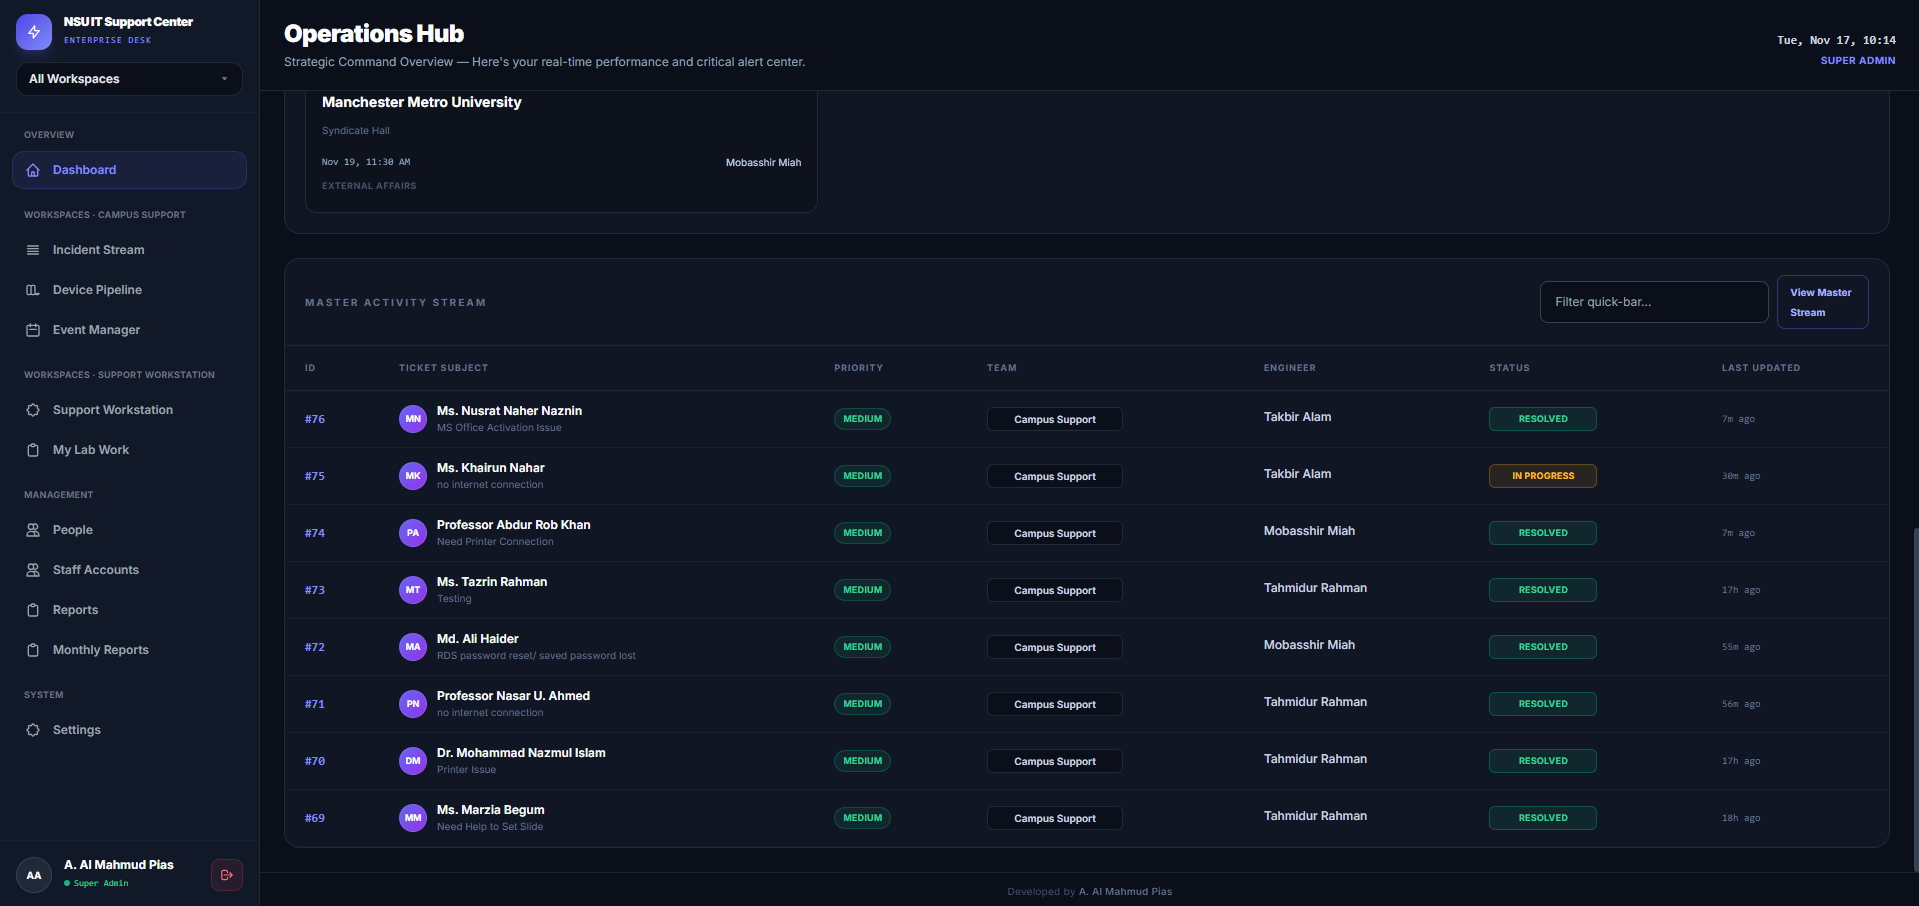 NSU IT Support Center
ENTERPRISE DESK
All Workspaces
OVERVIEW
Dashboard
WORKSPACES · CAMPUS SUPPORT
Incident Stream
Device Pipeline
Event Manager
WORKSPACES · SUPPORT WORKSTATION
Support Workstation
My Lab Work
MANAGEMENT
People
Staff Accounts
Reports
Monthly Reports
SYSTEM
Settings
AA
A. Al Mahmud Pias
Super Admin
Operations Hub
Strategic Command Overview — Here's your real-time performance and critical alert center.
Tue, Nov 17, 10:14
SUPER ADMIN
Manchester Metro University
Syndicate Hall
Nov 19, 11:30 AM Mobasshir Miah
EXTERNAL AFFAIRS
MASTER ACTIVITY STREAM
Filter quick-bar...
View Master
Stream
ID TICKET SUBJECT PRIORITY TEAM ENGINEER STATUS LAST UPDATED
#76 MN Ms. Nusrat Naher Naznin MEDIUM Campus Support Takbir Alam RESOLVED 7m ago
MS Office Activation Issue
#75 MK Ms. Khairun Nahar MEDIUM Campus Support Takbir Alam IN PROGRESS 30m ago
no internet connection
#74 PA Professor Abdur Rob Khan MEDIUM Campus Support Mobasshir Miah RESOLVED 7m ago
Need Printer Connection
#73 MT Ms. Tazrin Rahman MEDIUM Campus Support Tahmidur Rahman RESOLVED 17h ago
Testing
#72 MA Md. Ali Haider MEDIUM Campus Support Mobasshir Miah RESOLVED 55m ago
RDS password reset/ saved password lost
#71 PN Professor Nasar U. Ahmed MEDIUM Campus Support Tahmidur Rahman RESOLVED 56m ago
no internet connection
#70 DM Dr. Mohammad Nazmul Islam MEDIUM Campus Support Tahmidur Rahman RESOLVED 17h ago
Printer Issue
#69 MM Ms. Marzia Begum MEDIUM Campus Support Tahmidur Rahman RESOLVED 18h ago
Need Help to Set Slide
Developed by A. Al Mahmud Pias